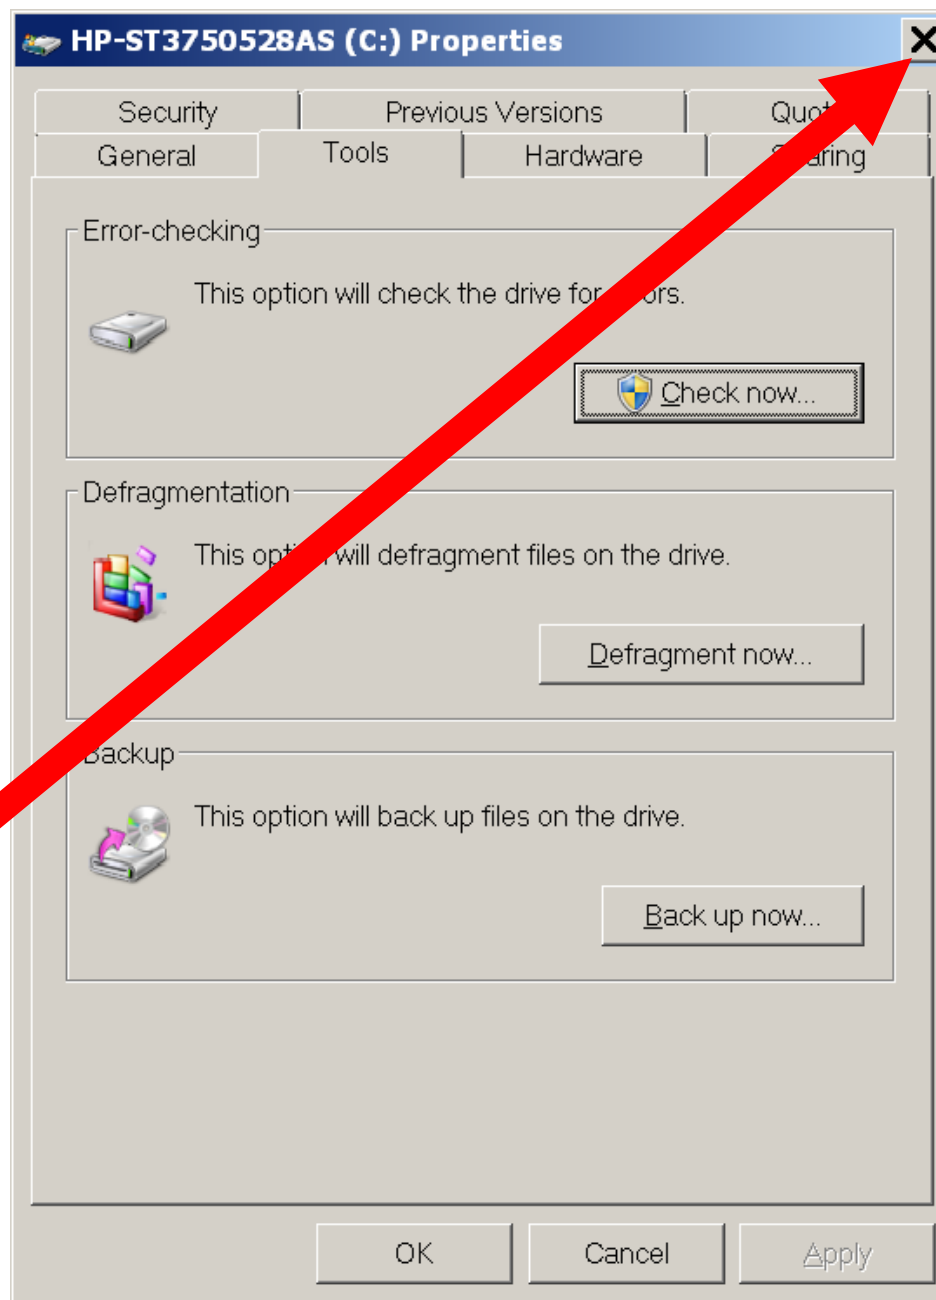 HP-ST3750528AS (C:) Properties
Security Previous Versions
General Tools Hardware
Error-checking
This option will check the drive for
Check now...
Defragmentation
This option will defragment files on the drive.
Defragment now...
Backup
This option will back up files on the drive.
Back up now...
OK Cancel Apply